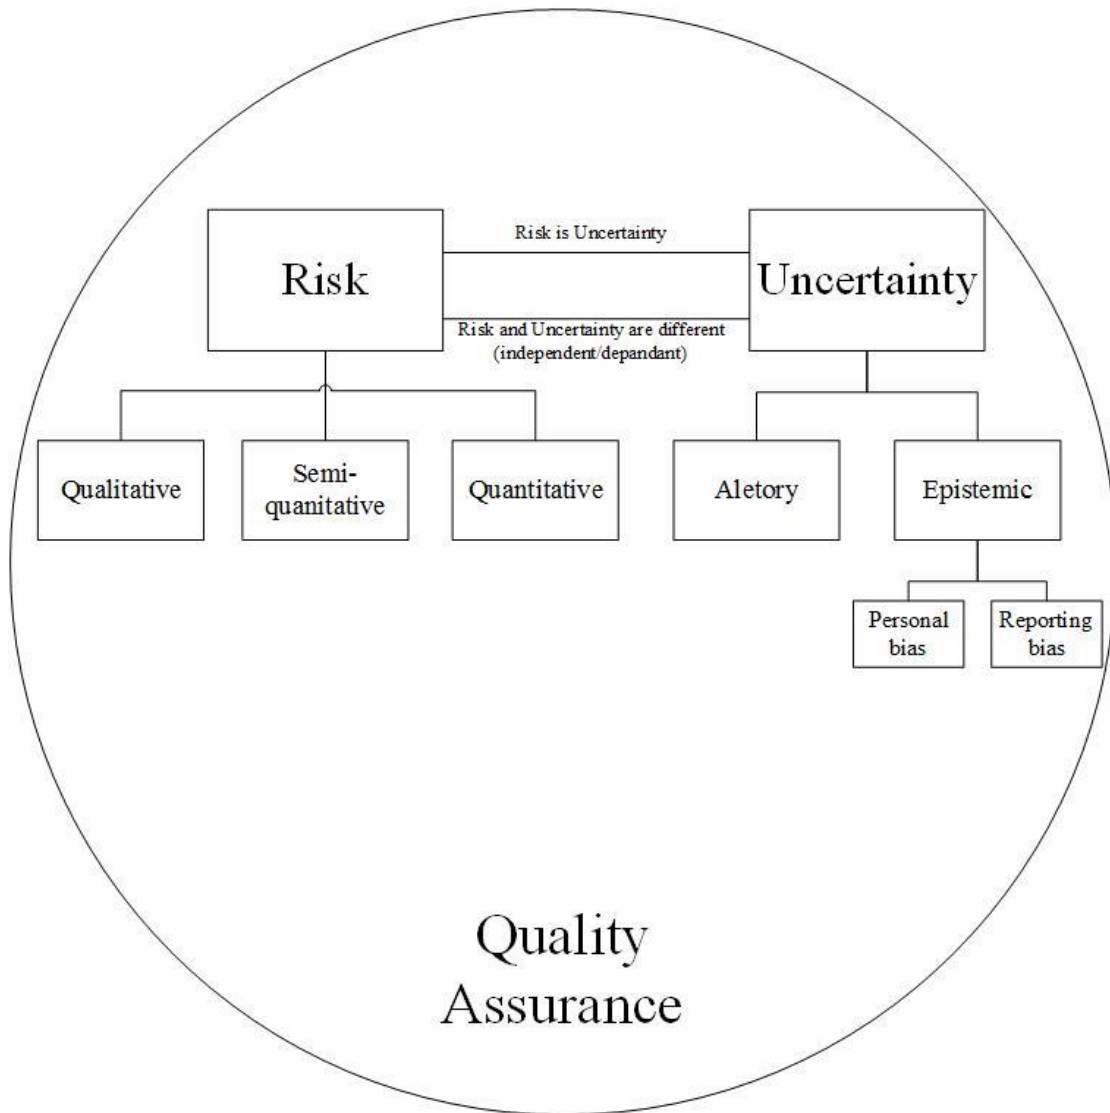 Risk is Uncertainty
Risk
Uncertainty
Risk and Uncertainty are different
(independent/depandant)
Qualitative
Semi-
quanitative
Quantitative
Aletory
Epistemic
Personal
bias
Reporting
bias
Quality
Assurance